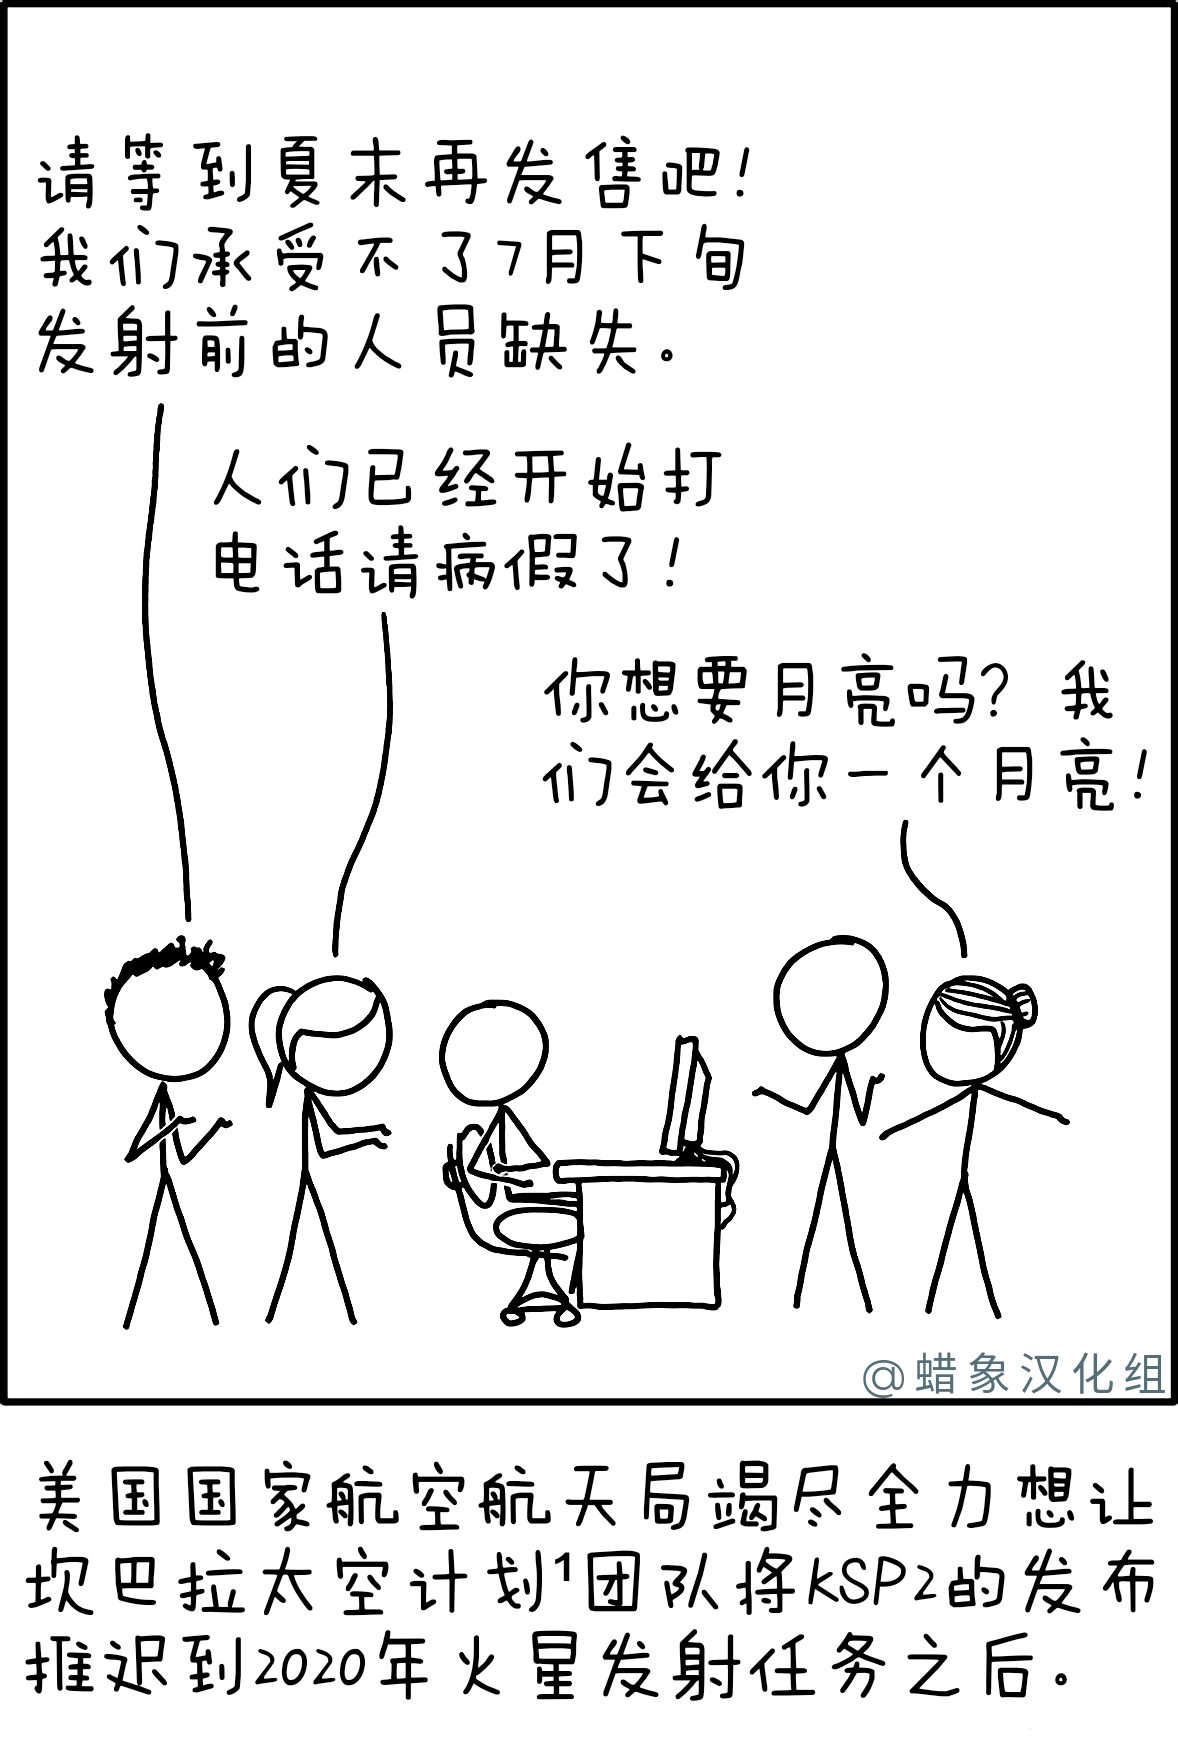 请等到夏末再发售吧！
我们承受不了7月下旬
发射前的人员缺失。
人们已经开始打
电话请病假了！
你想要月亮吗？我
们会给你一个月亮！
@蜡象汉化组
美国国家航空航天局竭尽全力想让
坎巴拉太空计划¹团队将KSP2的发布
推迟到2020年火星发射任务之后。